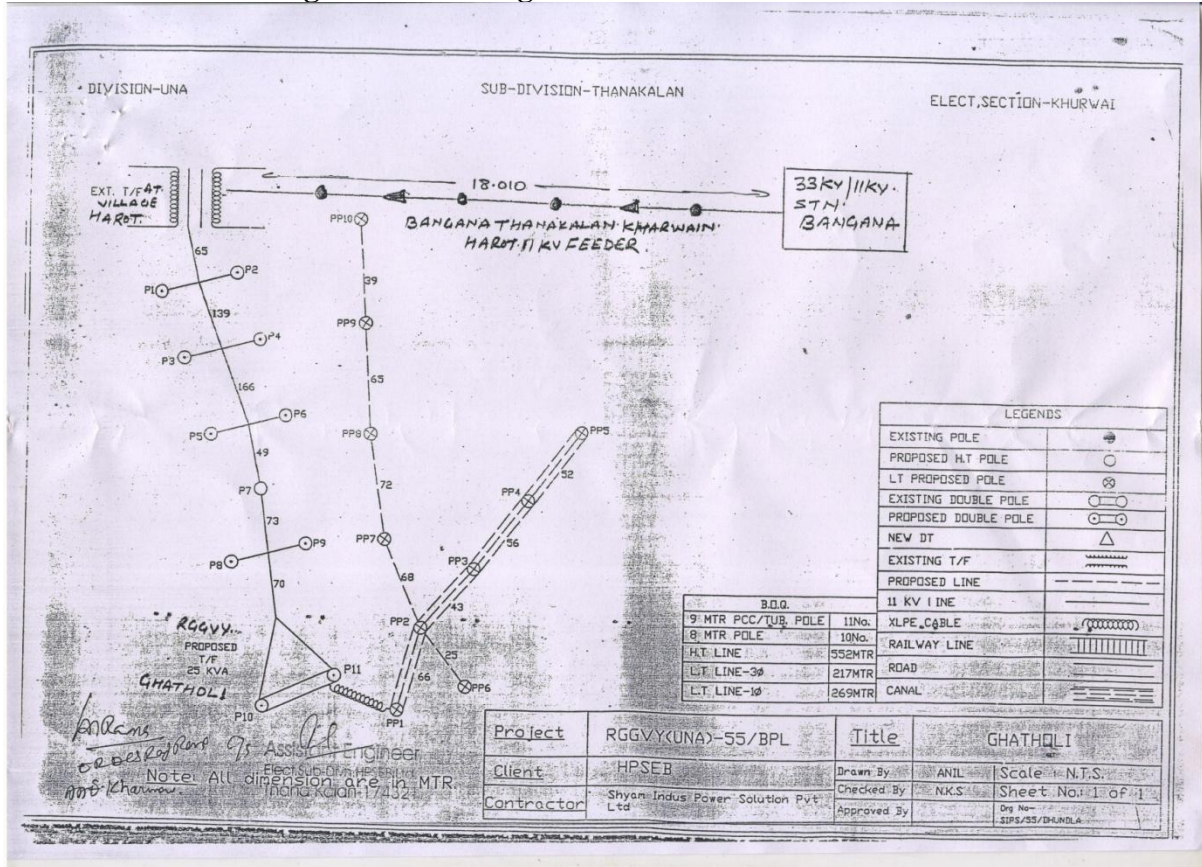 DIVISION-UNA
SUB-DIVISION-THANAKALAN
ELECT,SECTION-KHURWAI
EXT. T/F AT
VILLAGE
HAROT
18.010
33KV/11KV.
STN.
BANGANA
BANGANA THANAKALAN KHARWAIN
HAROT 11 KV FEEDER
PP10
65
P1
P2
39
139
PP9
P3
P4
166
65
P5
P6
PP8
PP5
49
52
P7
72
PP4
73
56
P8
P9
PP7
PP3
70
68
43
PP2
RGGVY
PROPOSED
T/F
25 KVA
GHATHOLI
P11
25
66
PP6
P10
PP1
LEGENDS
EXISTING POLE
PROPOSED H.T POLE
LT PROPOSED POLE
EXISTING DOUBLE POLE
PROPOSED DOUBLE POLE
NEW DT
EXISTING T/F
PROPOSED LINE
11 KV LINE
XLPE CABLE
RAILWAY LINE
ROAD
CANAL
B.O.Q.
9 MTR PCC/TUB. POLE 11No.
8 MTR POLE 10No.
H.T LINE 552MTR
L.T LINE-3ø 217MTR
L.T LINE-1ø 269MTR
Assistant Engineer
Note: All dimension are in MTR.
Project RGGVY(UNA)-55/BPL Title GHATHOLI
Client HPSEB Drawn By ANIL Scale : N.T.S.
Checked By N.K.S Sheet No.: 1 of 1
Contractor Shyam Indus Power Solution Pvt Ltd Approved By Drg No- SIPS/55/DHUNDLA